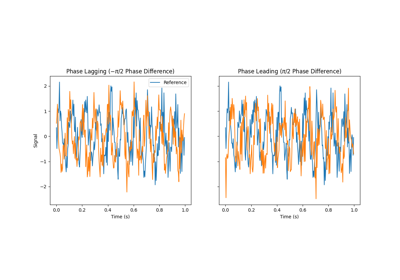 Phase Lagging (−π/2 Phase Difference)
Phase Leading (π/2 Phase Difference)
Reference
Signal
2
1
0
−1
−2
0.0 0.2 0.4 0.6 0.8 1.0
0.0 0.2 0.4 0.6 0.8 1.0
Time (s)
Time (s)